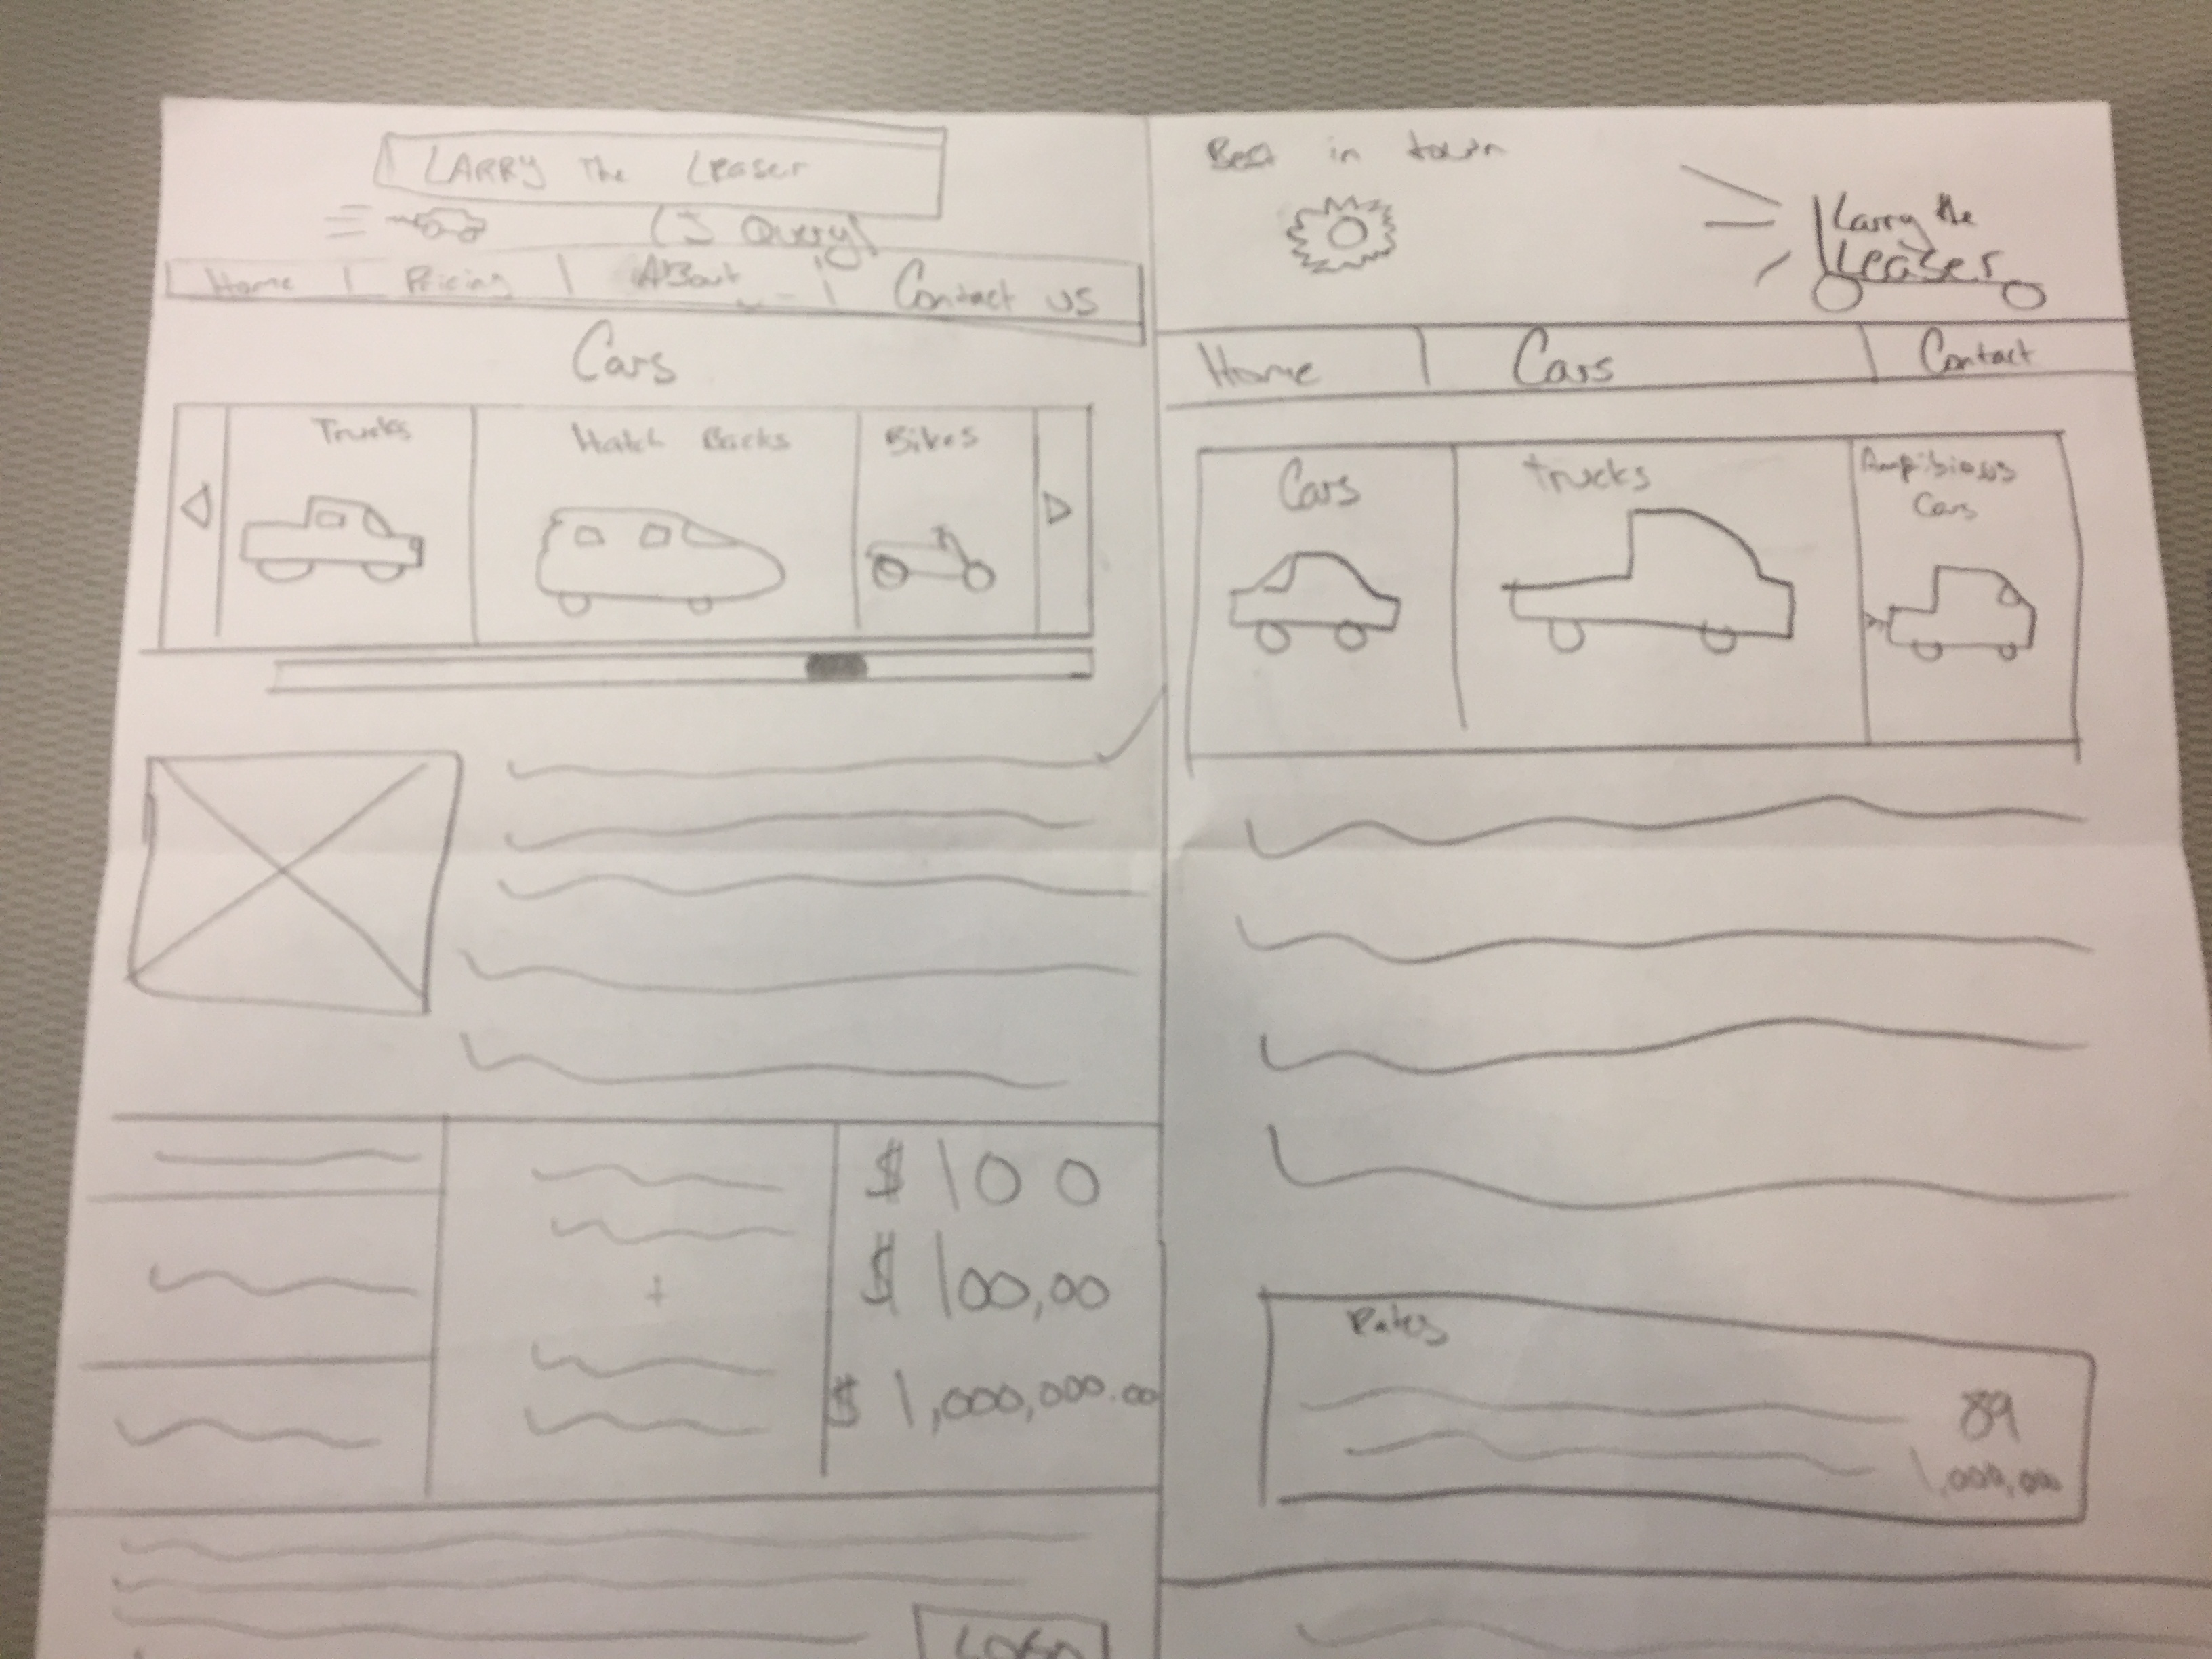 LARRY The Leaser
(J Query)
Home | Pricing | About | Contact us
Cars
Trucks
Hatch Backs
Bikes
$ 100
$ 100,00
$ 1,000,000.00
LOGO
Best in town
Larry the
Leaser
Home | Cars | Contact
Cars
trucks
Ampibious
Cars
Rates
89
1,000,000